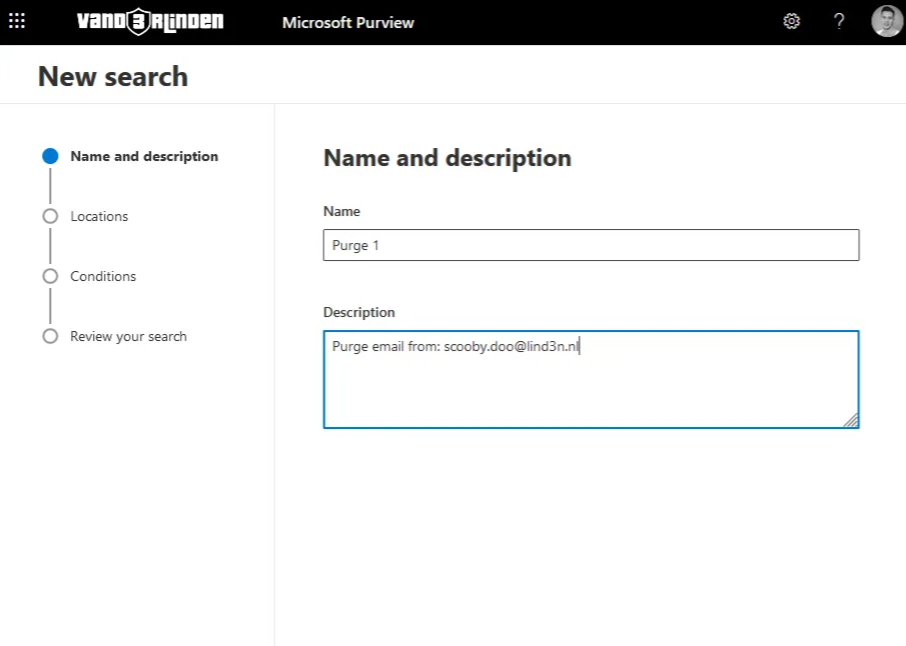 VAND3RLINDEN
Microsoft Purview
?
New search
Name and description
Locations
Conditions
Review your search
Name and description
Name
Purge 1
Description
Purge email from: scooby.doo@lind3n.nl